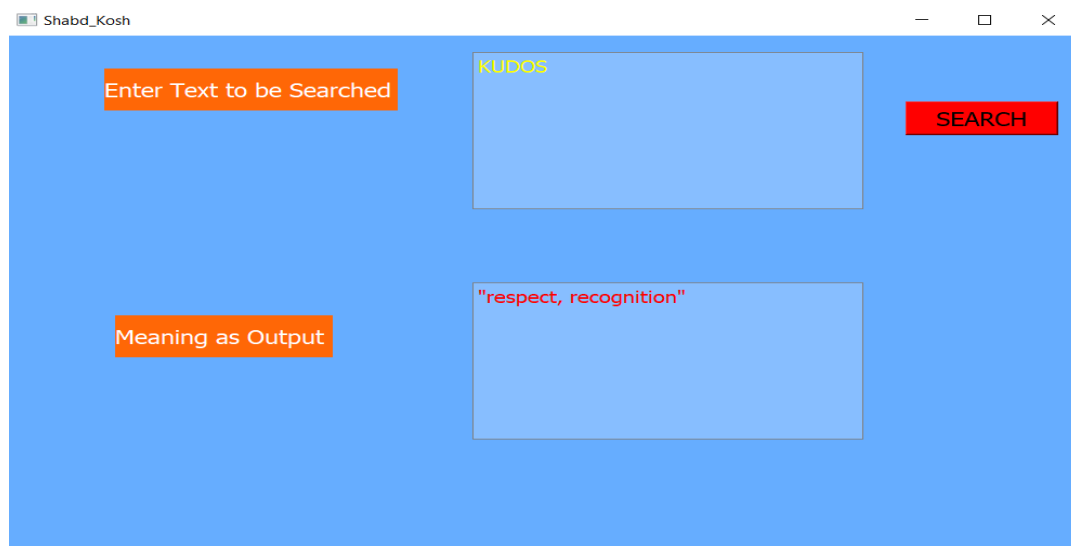 Shabd_Kosh
Enter Text to be Searched
KUDOS
SEARCH
Meaning as Output
"respect, recognition"